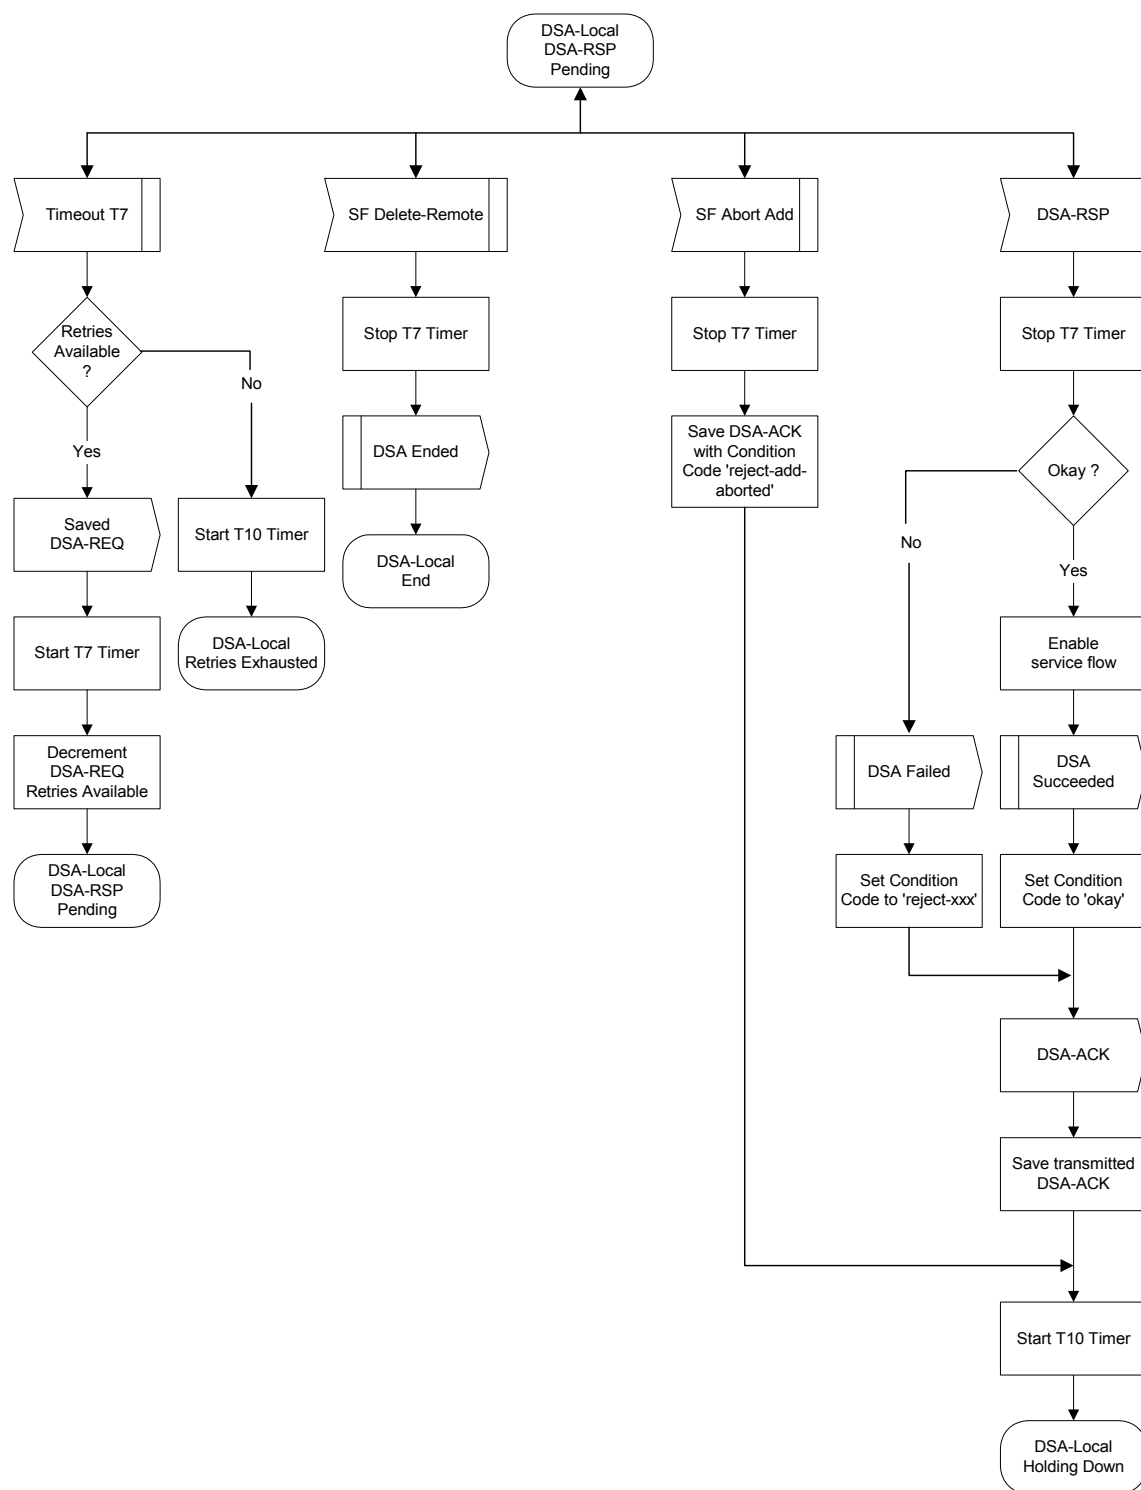 DSA-Local
DSA-RSP
Pending
Timeout T7
SF Delete-Remote
SF Abort Add
DSA-RSP
Retries
Available
?
No
Yes
Stop T7 Timer
Stop T7 Timer
Stop T7 Timer
DSA Ended
Save DSA-ACK
with Condition
Code 'reject-add-
aborted'
Okay ?
No
Yes
Saved
DSA-REQ
Start T10 Timer
DSA-Local
End
Start T7 Timer
DSA-Local
Retries Exhausted
Enable
service flow
Decrement
DSA-REQ
Retries Available
DSA Failed
DSA
Succeeded
DSA-Local
DSA-RSP
Pending
Set Condition
Code to 'reject-xxx'
Set Condition
Code to 'okay'
DSA-ACK
Save transmitted
DSA-ACK
Start T10 Timer
DSA-Local
Holding Down